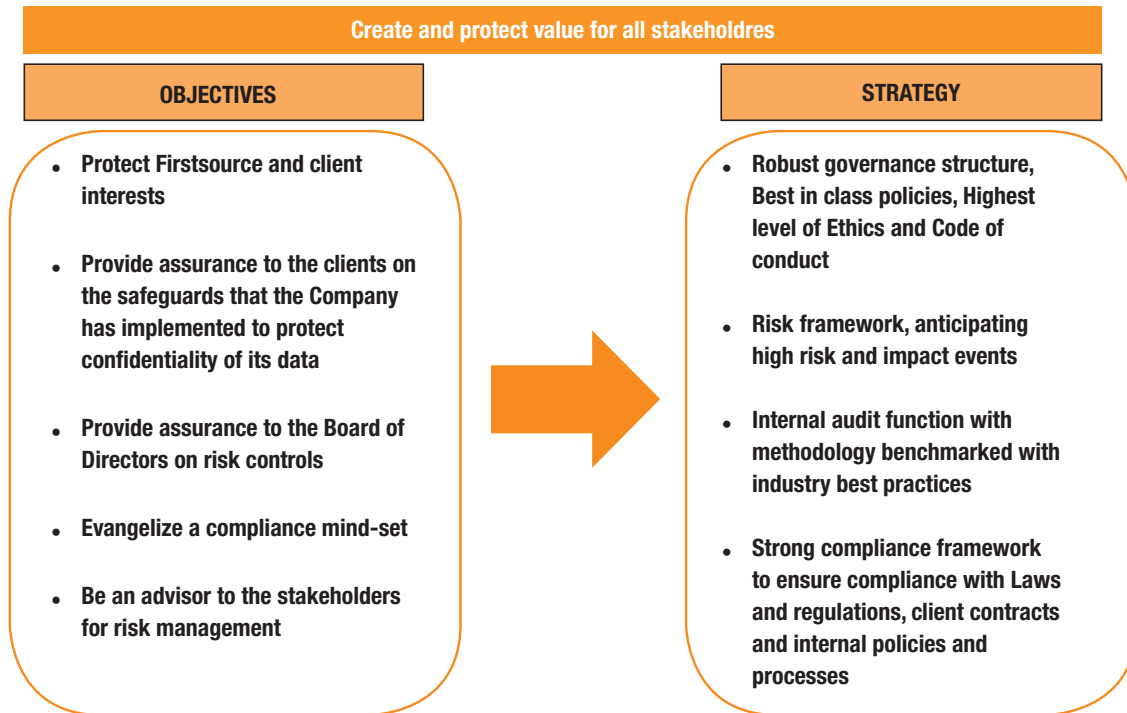 Create and protect value for all stakeholdres
OBJECTIVES
• Protect Firstsource and client
interests
• Provide assurance to the clients on
the safeguards that the Company
has implemented to protect
confidentiality of its data
• Provide assurance to the Board of
Directors on risk controls
• Evangelize a compliance mind-set
• Be an advisor to the stakeholders
for risk management
STRATEGY
• Robust governance structure,
Best in class policies, Highest
level of Ethics and Code of
conduct
• Risk framework, anticipating
high risk and impact events
• Internal audit function with
methodology benchmarked with
industry best practices
• Strong compliance framework
to ensure compliance with Laws
and regulations, client contracts
and internal policies and
processes